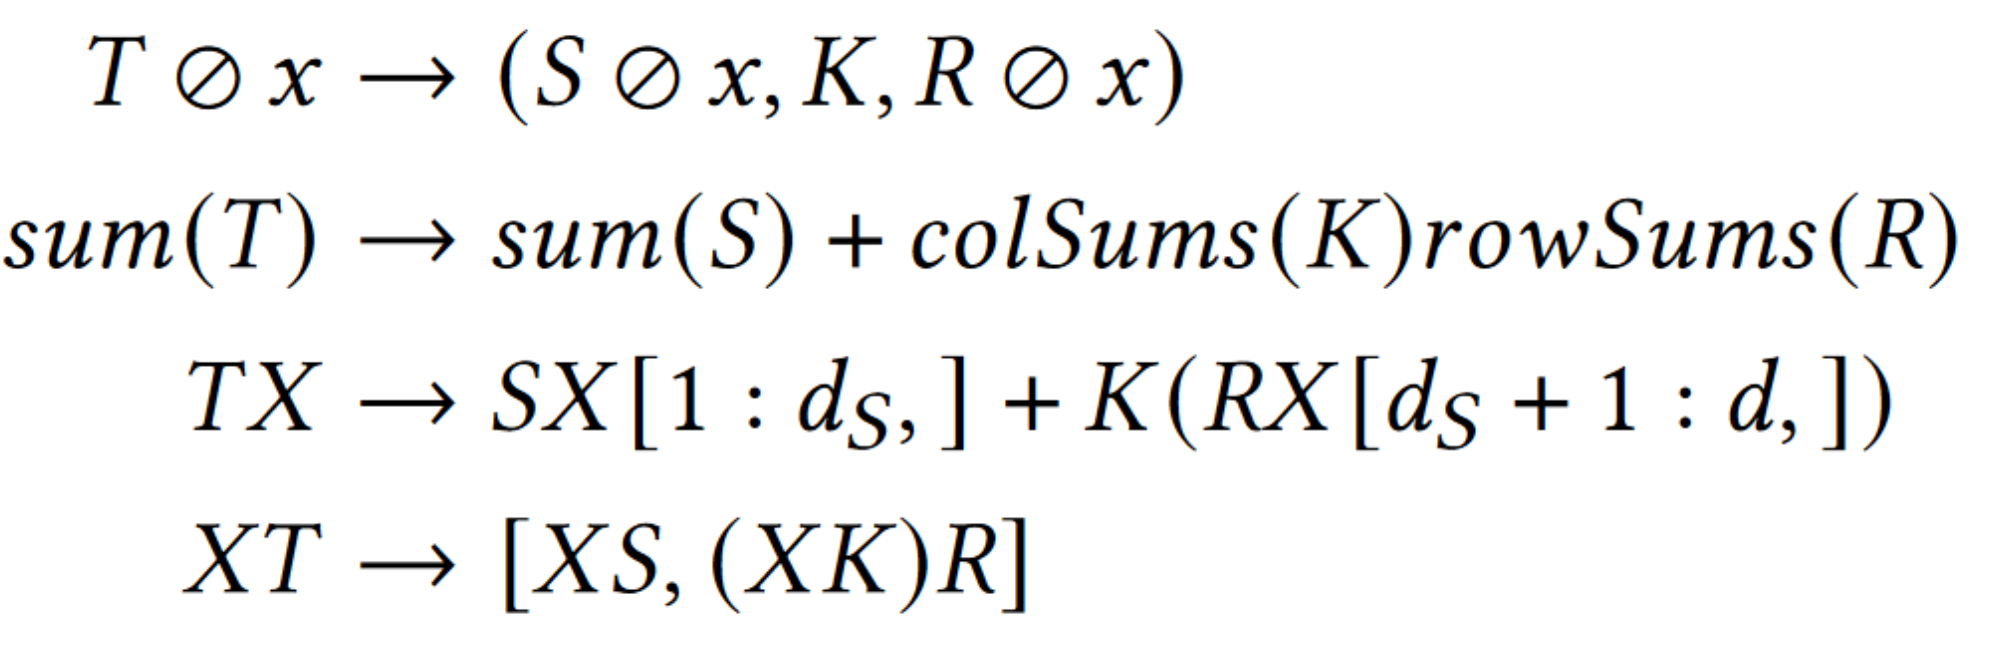 T ⊘ x → (S ⊘ x, K, R ⊘ x)
sum(T) → sum(S) + colSums(K)rowSums(R)
TX → SX[1 : d_S, ] + K(RX[d_S + 1 : d, ])
XT → [XS, (XK)R]